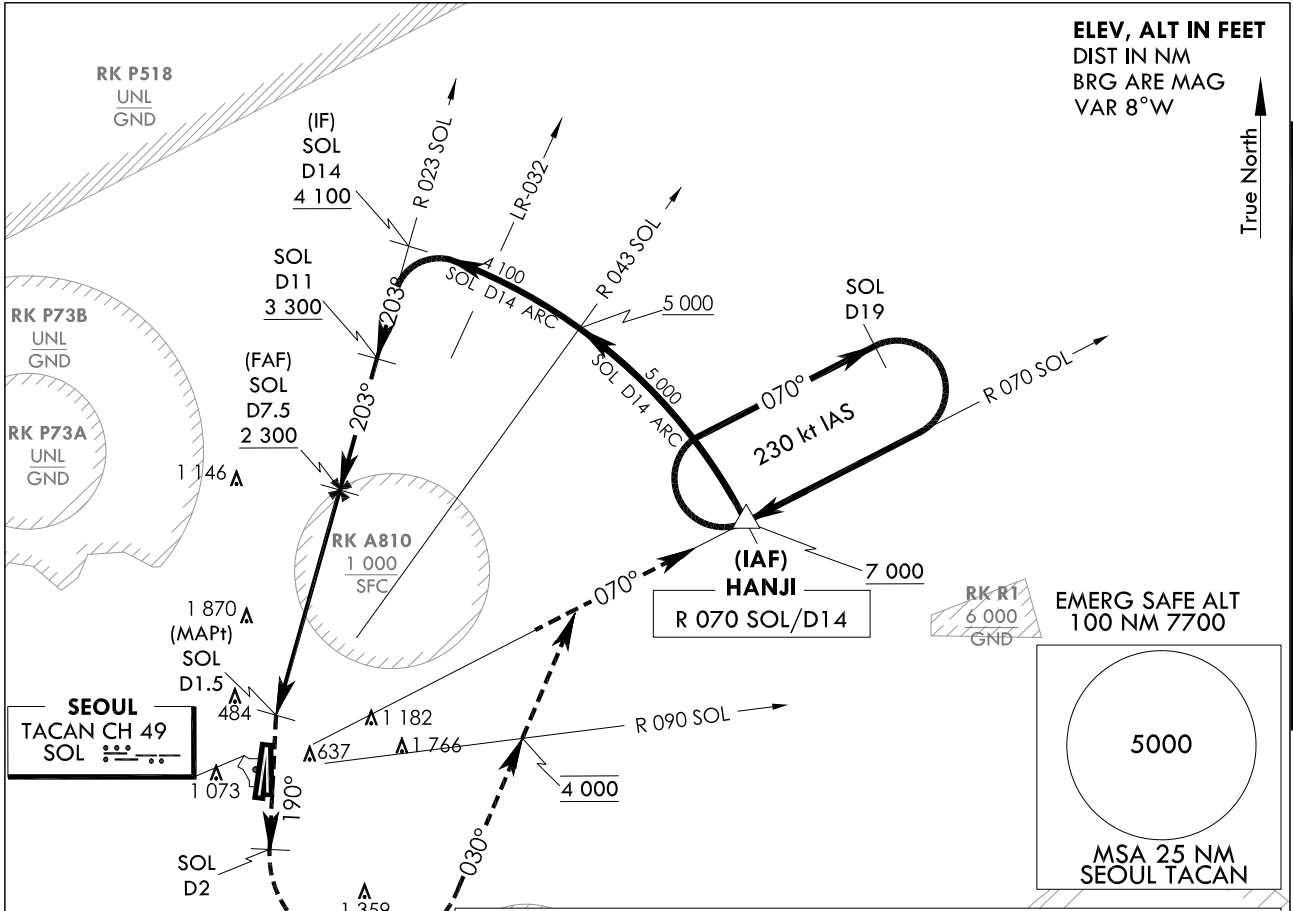 ELEV, ALT IN FEET
DIST IN NM
BRG ARE MAG
VAR 8°W
True North
RK P518
UNL
GND
(IF)
SOL
D14
4 100
R 023 SOL
LR-032
R 043 SOL
SOL
D11
3 300
203°
4 100
SOL D14 ARC
5 000
SOL
D19
RK P73B
UNL
GND
(FAF)
SOL
D7.5
2 300
203°
5 000
SOL D14 ARC
070°
230 kt IAS
R 070 SOL
RK P73A
UNL
GND
1 146
RK A810
1 000
SFC
(IAF)
HANJI
R 070 SOL/D14
7 000
070°
RK R1
6 000
GND
EMERG SAFE ALT
100 NM 7700
1 870
(MAPt)
SOL
D1.5
484
SEOUL
TACAN CH 49
SOL
1 182
637
1 766
R 090 SOL
5000
1 073
190°
4 000
030°
SOL
D2
MSA 25 NM
SEOUL TACAN
1 359